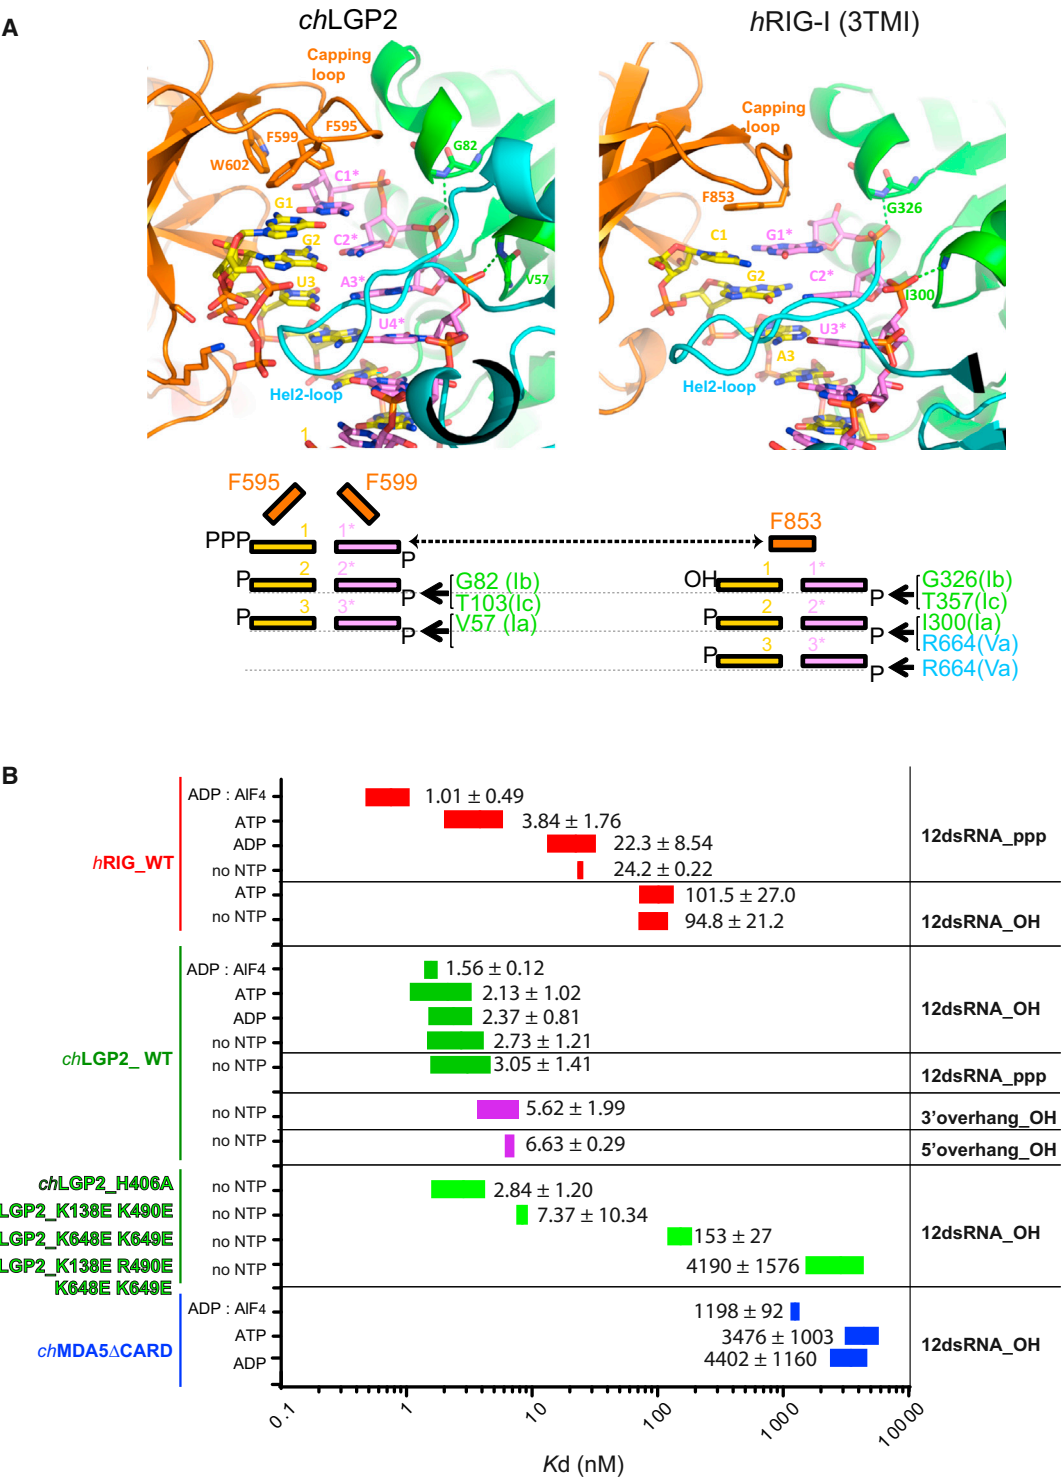 A
chLGP2
hRIG-I (3TMI)
Capping
loop
F599
F595
W602
G82
C1*
G1
C2*
G2
U3
A3*
V57
U4*
Hel2-loop
1
Capping
loop
F853
G326
C1
G1*
G2
C2*
I300
U3*
A3
Hel2-loop
F595
F599
PPP
1
1*
P
P
2
2*
P
G82 (Ib)
T103(Ic)
P
3
3*
P
V57 (Ia)
F853
OH
1
1*
P
G326(Ib)
T357(Ic)
P
2
2*
P
I300(Ia)
R664(Va)
P
3
3*
P
R664(Va)
B
hRIG_WT
ADP : AlF4
1.01 ± 0.49
ATP
3.84 ± 1.76
ADP
22.3 ± 8.54
no NTP
24.2 ± 0.22
12dsRNA_ppp
ATP
101.5 ± 27.0
no NTP
94.8 ± 21.2
12dsRNA_OH
chLGP2_ WT
ADP : AlF4
1.56 ± 0.12
ATP
2.13 ± 1.02
ADP
2.37 ± 0.81
no NTP
2.73 ± 1.21
12dsRNA_OH
no NTP
3.05 ± 1.41
12dsRNA_ppp
no NTP
5.62 ± 1.99
3'overhang_OH
no NTP
6.63 ± 0.29
5'overhang_OH
chLGP2_H406A
no NTP
2.84 ± 1.20
LGP2_K138E K490E
no NTP
7.37 ± 10.34
LGP2_K648E K649E
no NTP
153 ± 27
LGP2_K138E R490E
K648E K649E
no NTP
4190 ± 1576
12dsRNA_OH
chMDA5ΔCARD
ADP : AlF4
1198 ± 92
ATP
3476 ± 1003
ADP
4402 ± 1160
12dsRNA_OH
0.1
1
10
100
1000
10000
Kd (nM)